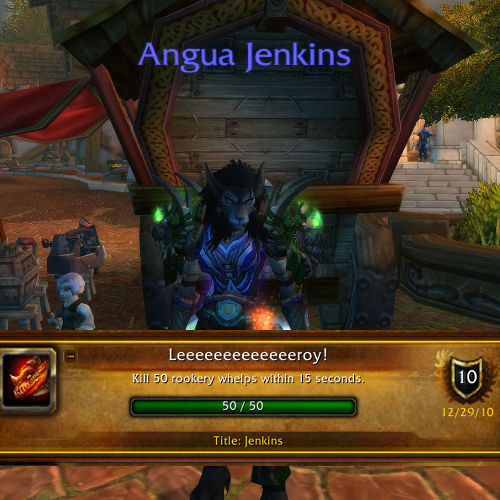 Angua Jenkins
Leeeeeeeeeeeeeroy!
Kill 50 rookery whelps within 15 seconds.
50 / 50
10
12/29/10
Title: Jenkins